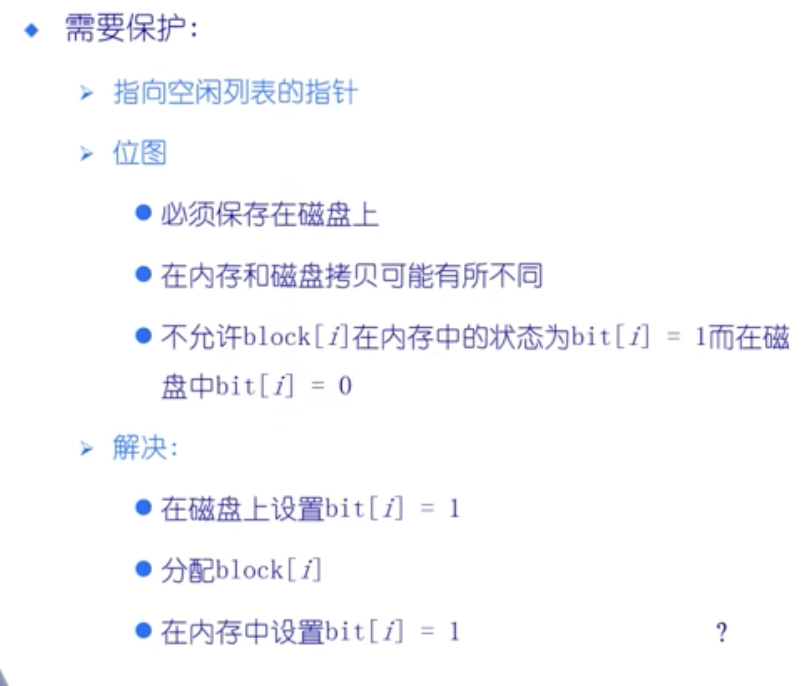 需要保护:
指向空闲列表的指针
位图
必须保存在磁盘上
在内存和磁盘拷贝可能有所不同
不允许block[i]在内存中的状态为bit[i] = 1而在磁
盘中bit[i] = 0
解决:
在磁盘上设置bit[i] = 1
分配block[i]
在内存中设置bit[i] = 1 ?